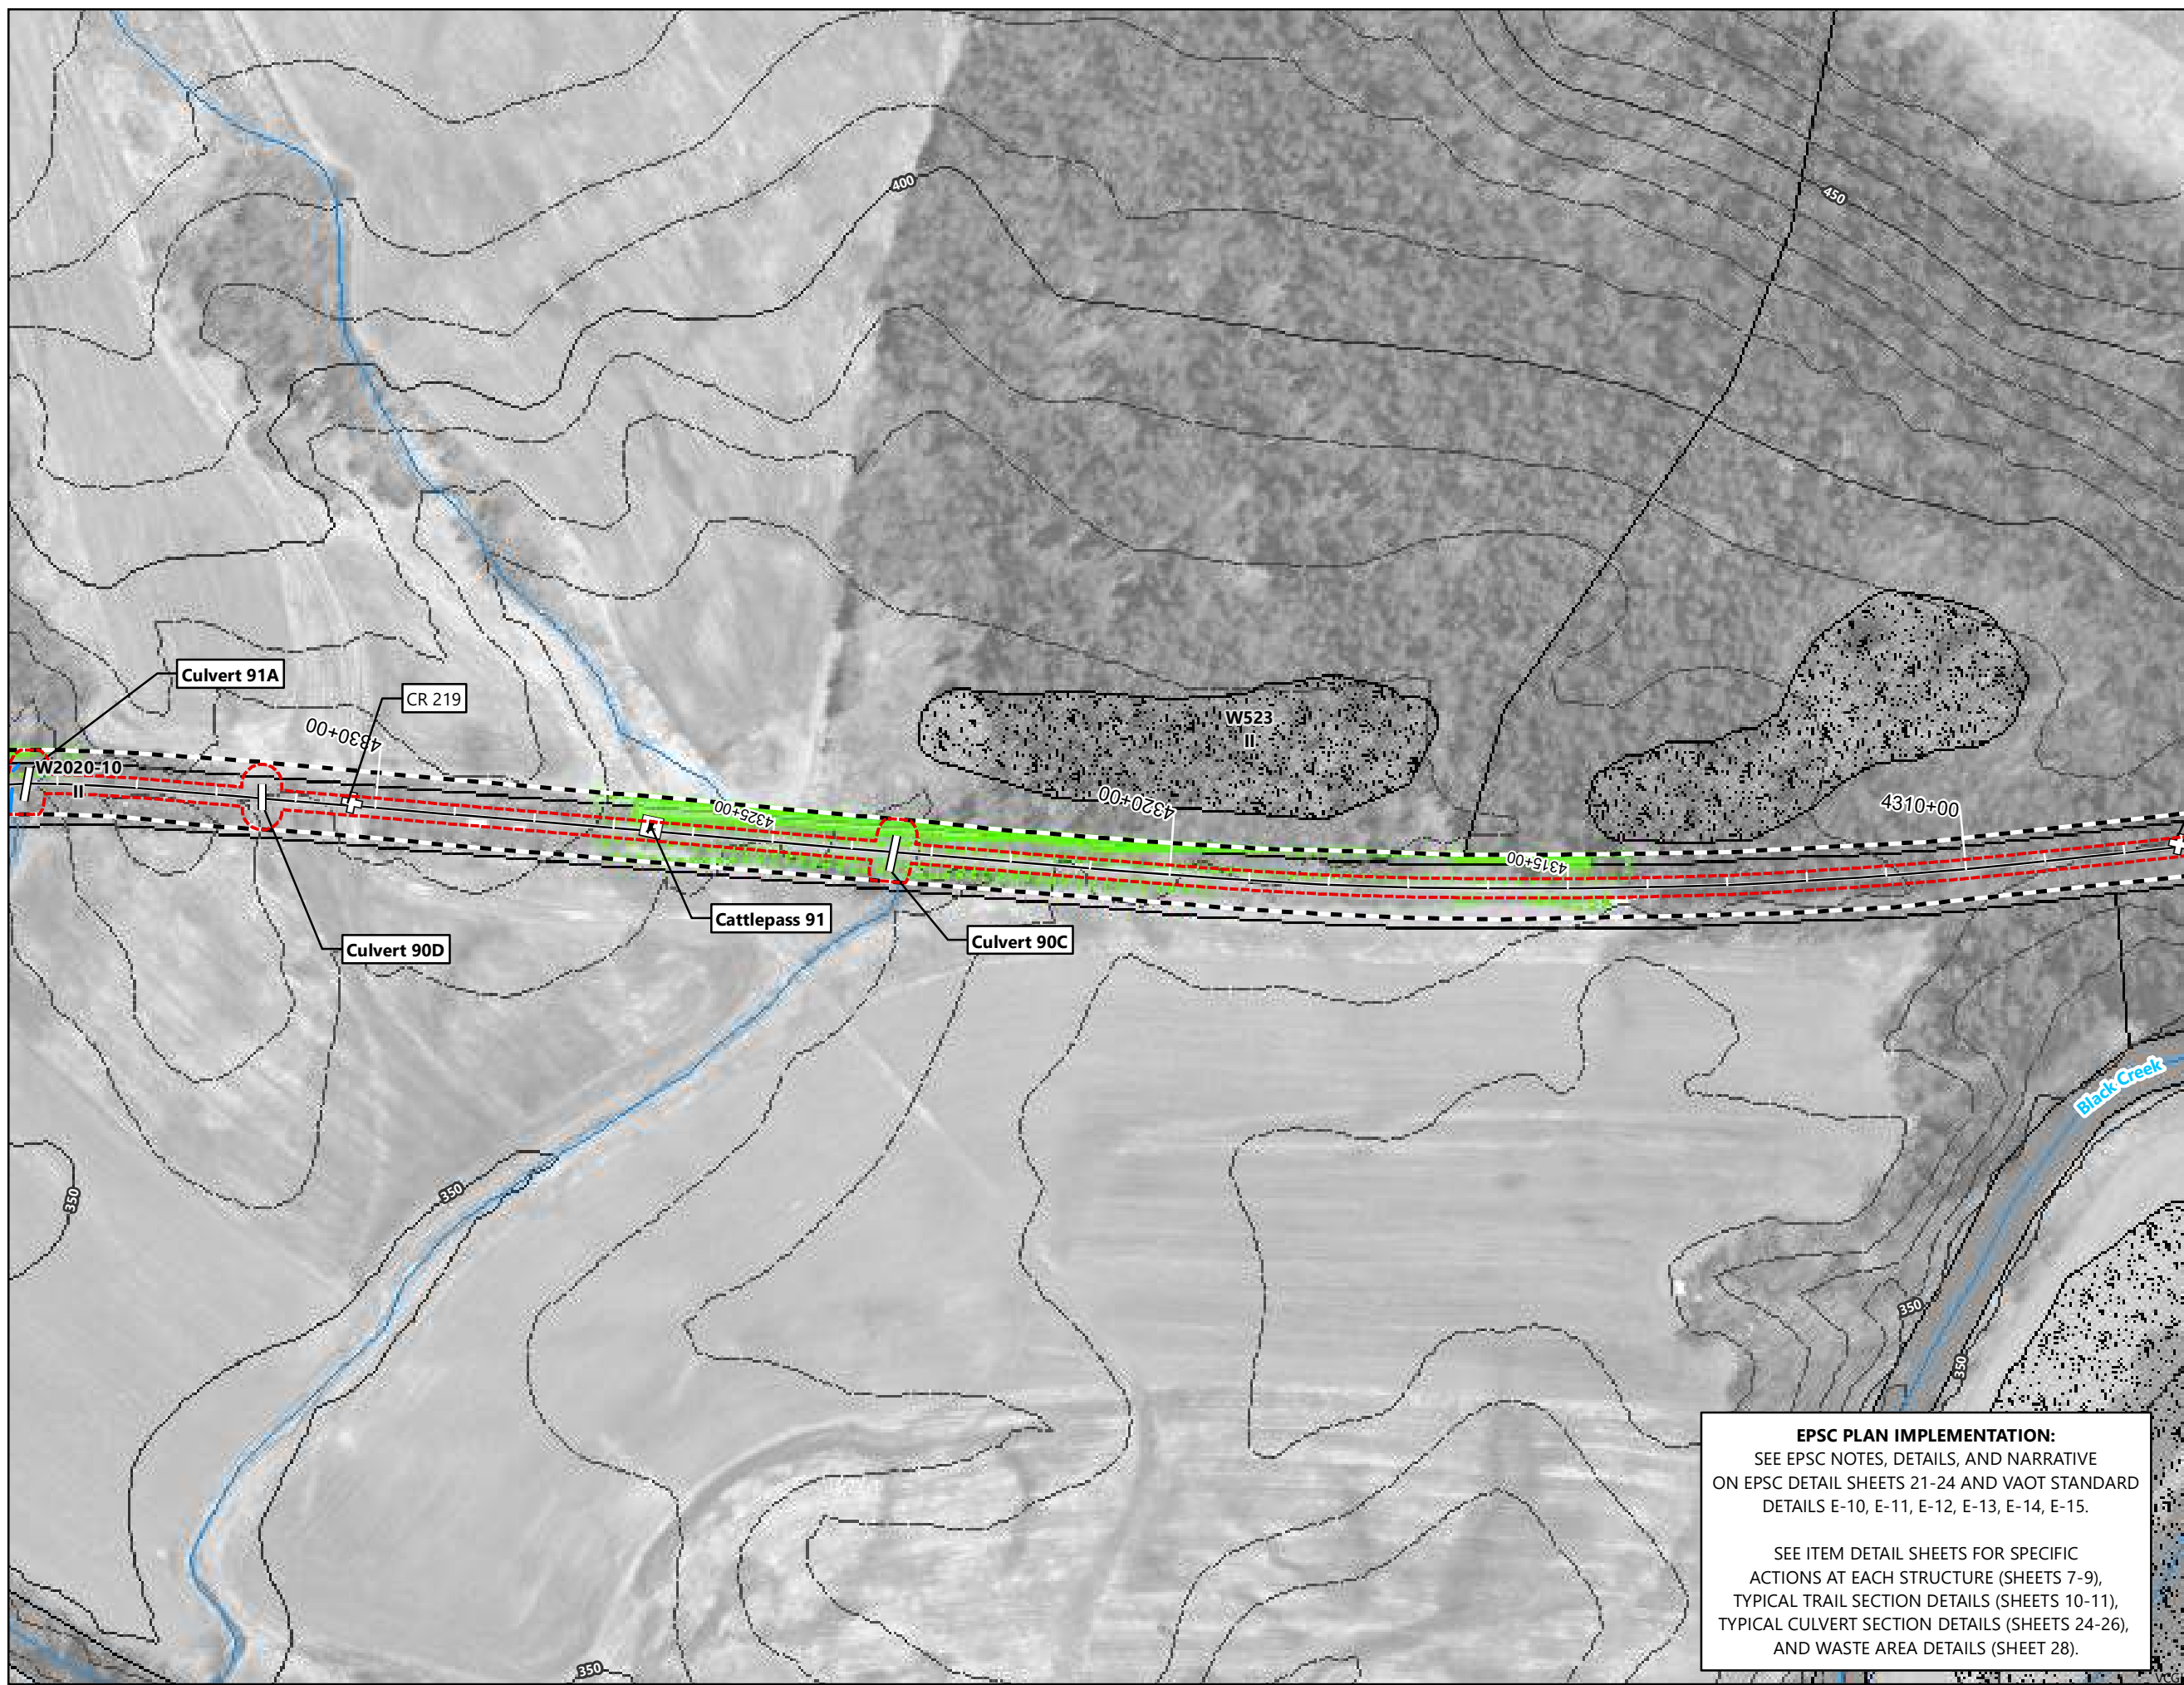 400
450
Culvert 91A
CR 219
4830+00
W2020-10
II
W523
II
4325+00
4320+00
4315+00
4310+00
Cattlepass 91
Culvert 90C
Culvert 90D
Black Creek
350
350
350
350
350
EPSC PLAN IMPLEMENTATION:
SEE EPSC NOTES, DETAILS, AND NARRATIVE
ON EPSC DETAIL SHEETS 21-24 AND VAOT STANDARD
DETAILS E-10, E-11, E-12, E-13, E-14, E-15.
SEE ITEM DETAIL SHEETS FOR SPECIFIC
ACTIONS AT EACH STRUCTURE (SHEETS 7-9),
TYPICAL TRAIL SECTION DETAILS (SHEETS 10-11),
TYPICAL CULVERT SECTION DETAILS (SHEETS 24-26),
AND WASTE AREA DETAILS (SHEET 28).